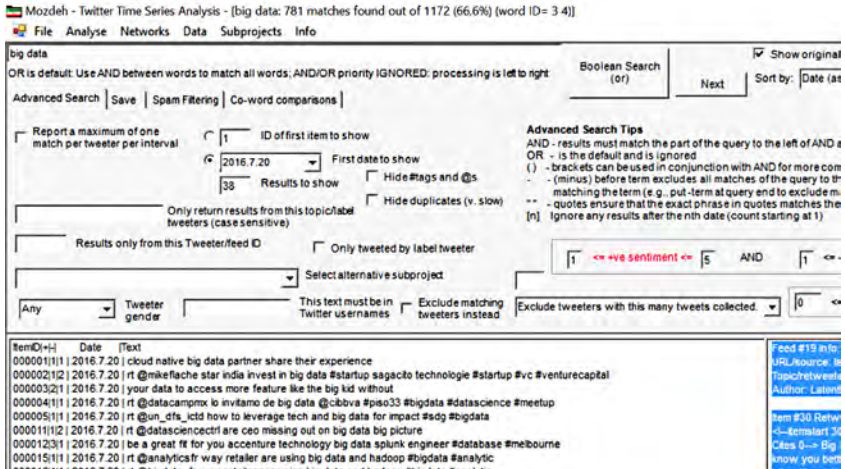 Mozdeh - Twitter Time Series Analysis - [big data: 781 matches found out of 1172 (66.6%) (word ID= 3 4)]
File Analyse Networks Data Subprojects Info
big data
OR is default: Use AND between words to match all words; AND/OR priority IGNORED: processing is left to right
Boolean Search
(or)
Next
Show original
Sort by: Date (as
Advanced Search Save Spam Filtering Co-word comparisons
Report a maximum of one
match per tweeter per interval
1 ID of first item to show
2016.7.20 First date to show
38 Results to show
Hide #tags and @s
Hide duplicates (v. slow)
Only return results from this topic/label
tweeters (case sensitive)
Results only from this Tweeter/feed ID
Only tweeted by label tweeter
Select alternative subproject
Any
Tweeter
gender
This text must be in
Twitter usernames
Exclude matching
tweeters instead
Advanced Search Tips
AND - results must match the part of the query to the left of AND a
OR - is the default and is ignored
( ) - brackets can be used in conjunction with AND for more com
- - (minus) before term excludes all matches of the query to th
matching the term (e.g., put -term at query end to exclude m
"" - quotes ensure that the exact phrase in quotes matches the
[n] Ignore any results after the nth date (count starting at 1)
1 <= +ve sentiment <= 5 AND 1 <= -
Exclude tweeters with this many tweets collected. 0 <=
ItemID|+|-| Date |Text
000001|1|1 | 2016.7.20 | cloud native big data partner share their experience
000002|1|2 | 2016.7.20 | rt @mikeflache star india invest in big data #startup sagacito technologie #startup #vc #venturecapital
000003|2|1 | 2016.7.20 | your data to access more feature like the big kid without
000004|1|1 | 2016.7.20 | rt @datacampmx lo invitamo de big data @cibbva #piso33 #bigdata #datascience #meetup
000005|1|1 | 2016.7.20 | rt @un_dfs_ictd how to leverage tech and big data for impact #sdg #bigdata
000011|1|2 | 2016.7.20 | rt @datasciencectrl are ceo missing out on big data big picture
000012|3|1 | 2016.7.20 | be a great fit for you accenture technology big data splunk engineer #database #melbourne
000015|1|1 | 2016.7.20 | rt @analyticsfr way retailer are using big data and hadoop #bigdata #analytic
Feed #19 info:
URL/source:
Topic/retweete
Author: Latent
Item #30 Retw
<!--itemstart 30
Cites 0--> Big
know you bett